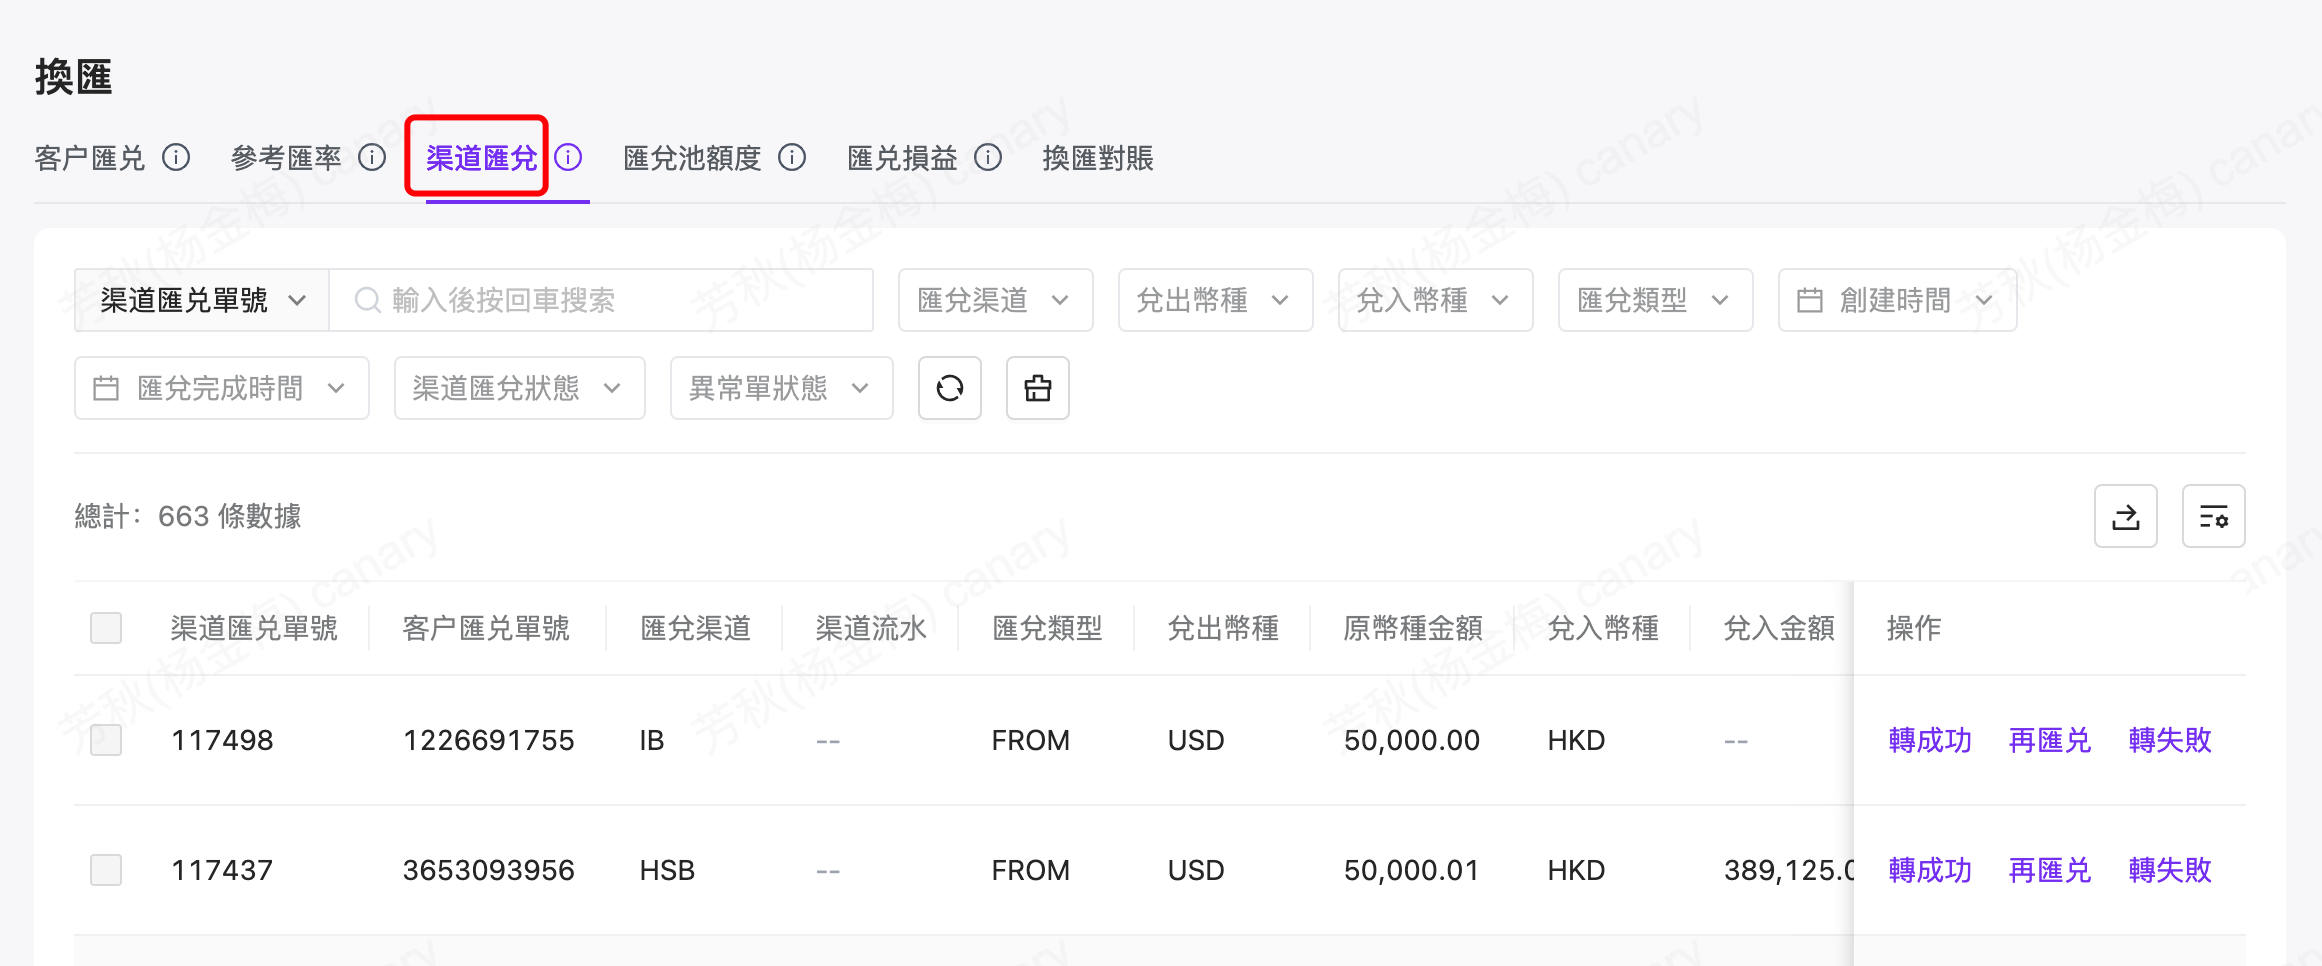 換匯
客户匯兑 參考匯率 渠道匯兌 匯兌池額度 匯兑損益 換匯對賬
渠道匯兑單號 輸入後按回車搜索 匯兌渠道 兌出幣種 兌入幣種 匯兌類型 創建時間
匯兌完成時間 渠道匯兌狀態 異常單狀態
總計：663 條數據
渠道匯兑單號 客户匯兑單號 匯兌渠道 渠道流水 匯兌類型 兌出幣種 原幣種金額 兌入幣種 兌入金額 操作
117498 1226691755 IB -- FROM USD 50,000.00 HKD -- 轉成功 再匯兑 轉失敗
117437 3653093956 HSB -- FROM USD 50,000.01 HKD 389,125.0 轉成功 再匯兑 轉失敗
芳秋(杨金梅) canary